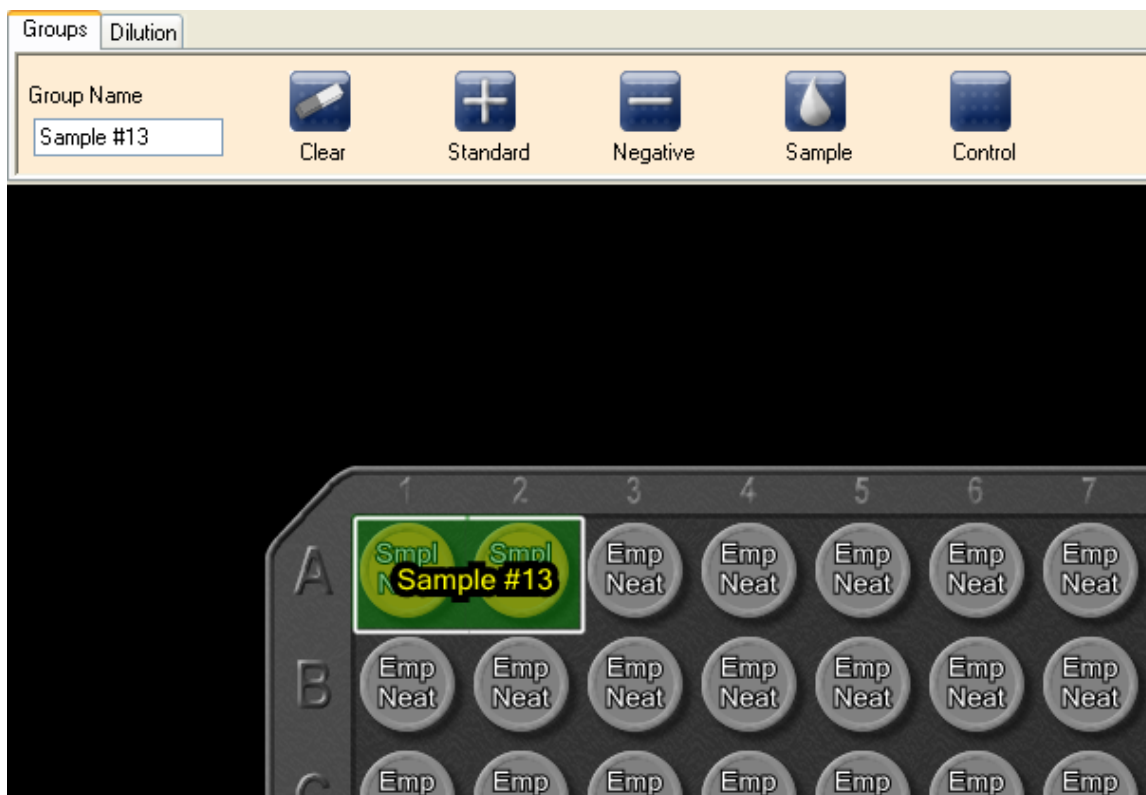 Groups Dilution
Group Name
Sample #13
Clear Standard Negative Sample Control
1 2 3 4 5 6 7
A
Smpl Smpl Emp Emp Emp Emp Emp
Sample #13 Neat Neat Neat Neat Neat
B
Emp Emp Emp Emp Emp Emp Emp
Neat Neat Neat Neat Neat Neat Neat
C
Emp Emp Emp Emp Emp Emp Emp